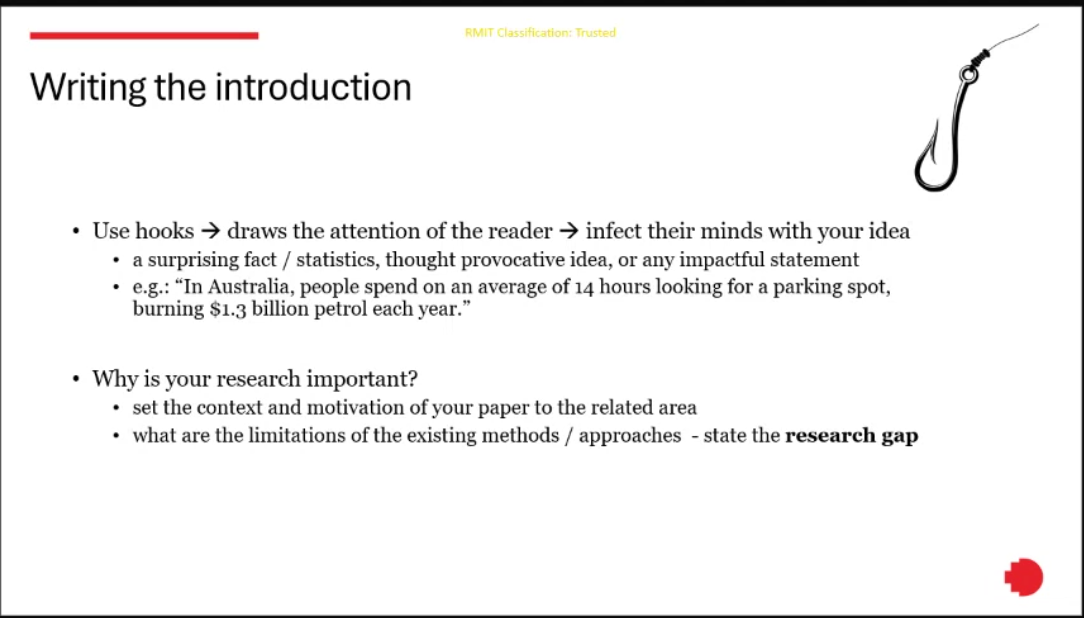 RMIT Classification: Trusted
Writing the introduction
• Use hooks → draws the attention of the reader → infect their minds with your idea
• a surprising fact / statistics, thought provocative idea, or any impactful statement
• e.g.: “In Australia, people spend on an average of 14 hours looking for a parking spot,
burning $1.3 billion petrol each year.”
• Why is your research important?
• set the context and motivation of your paper to the related area
• what are the limitations of the existing methods / approaches - state the research gap